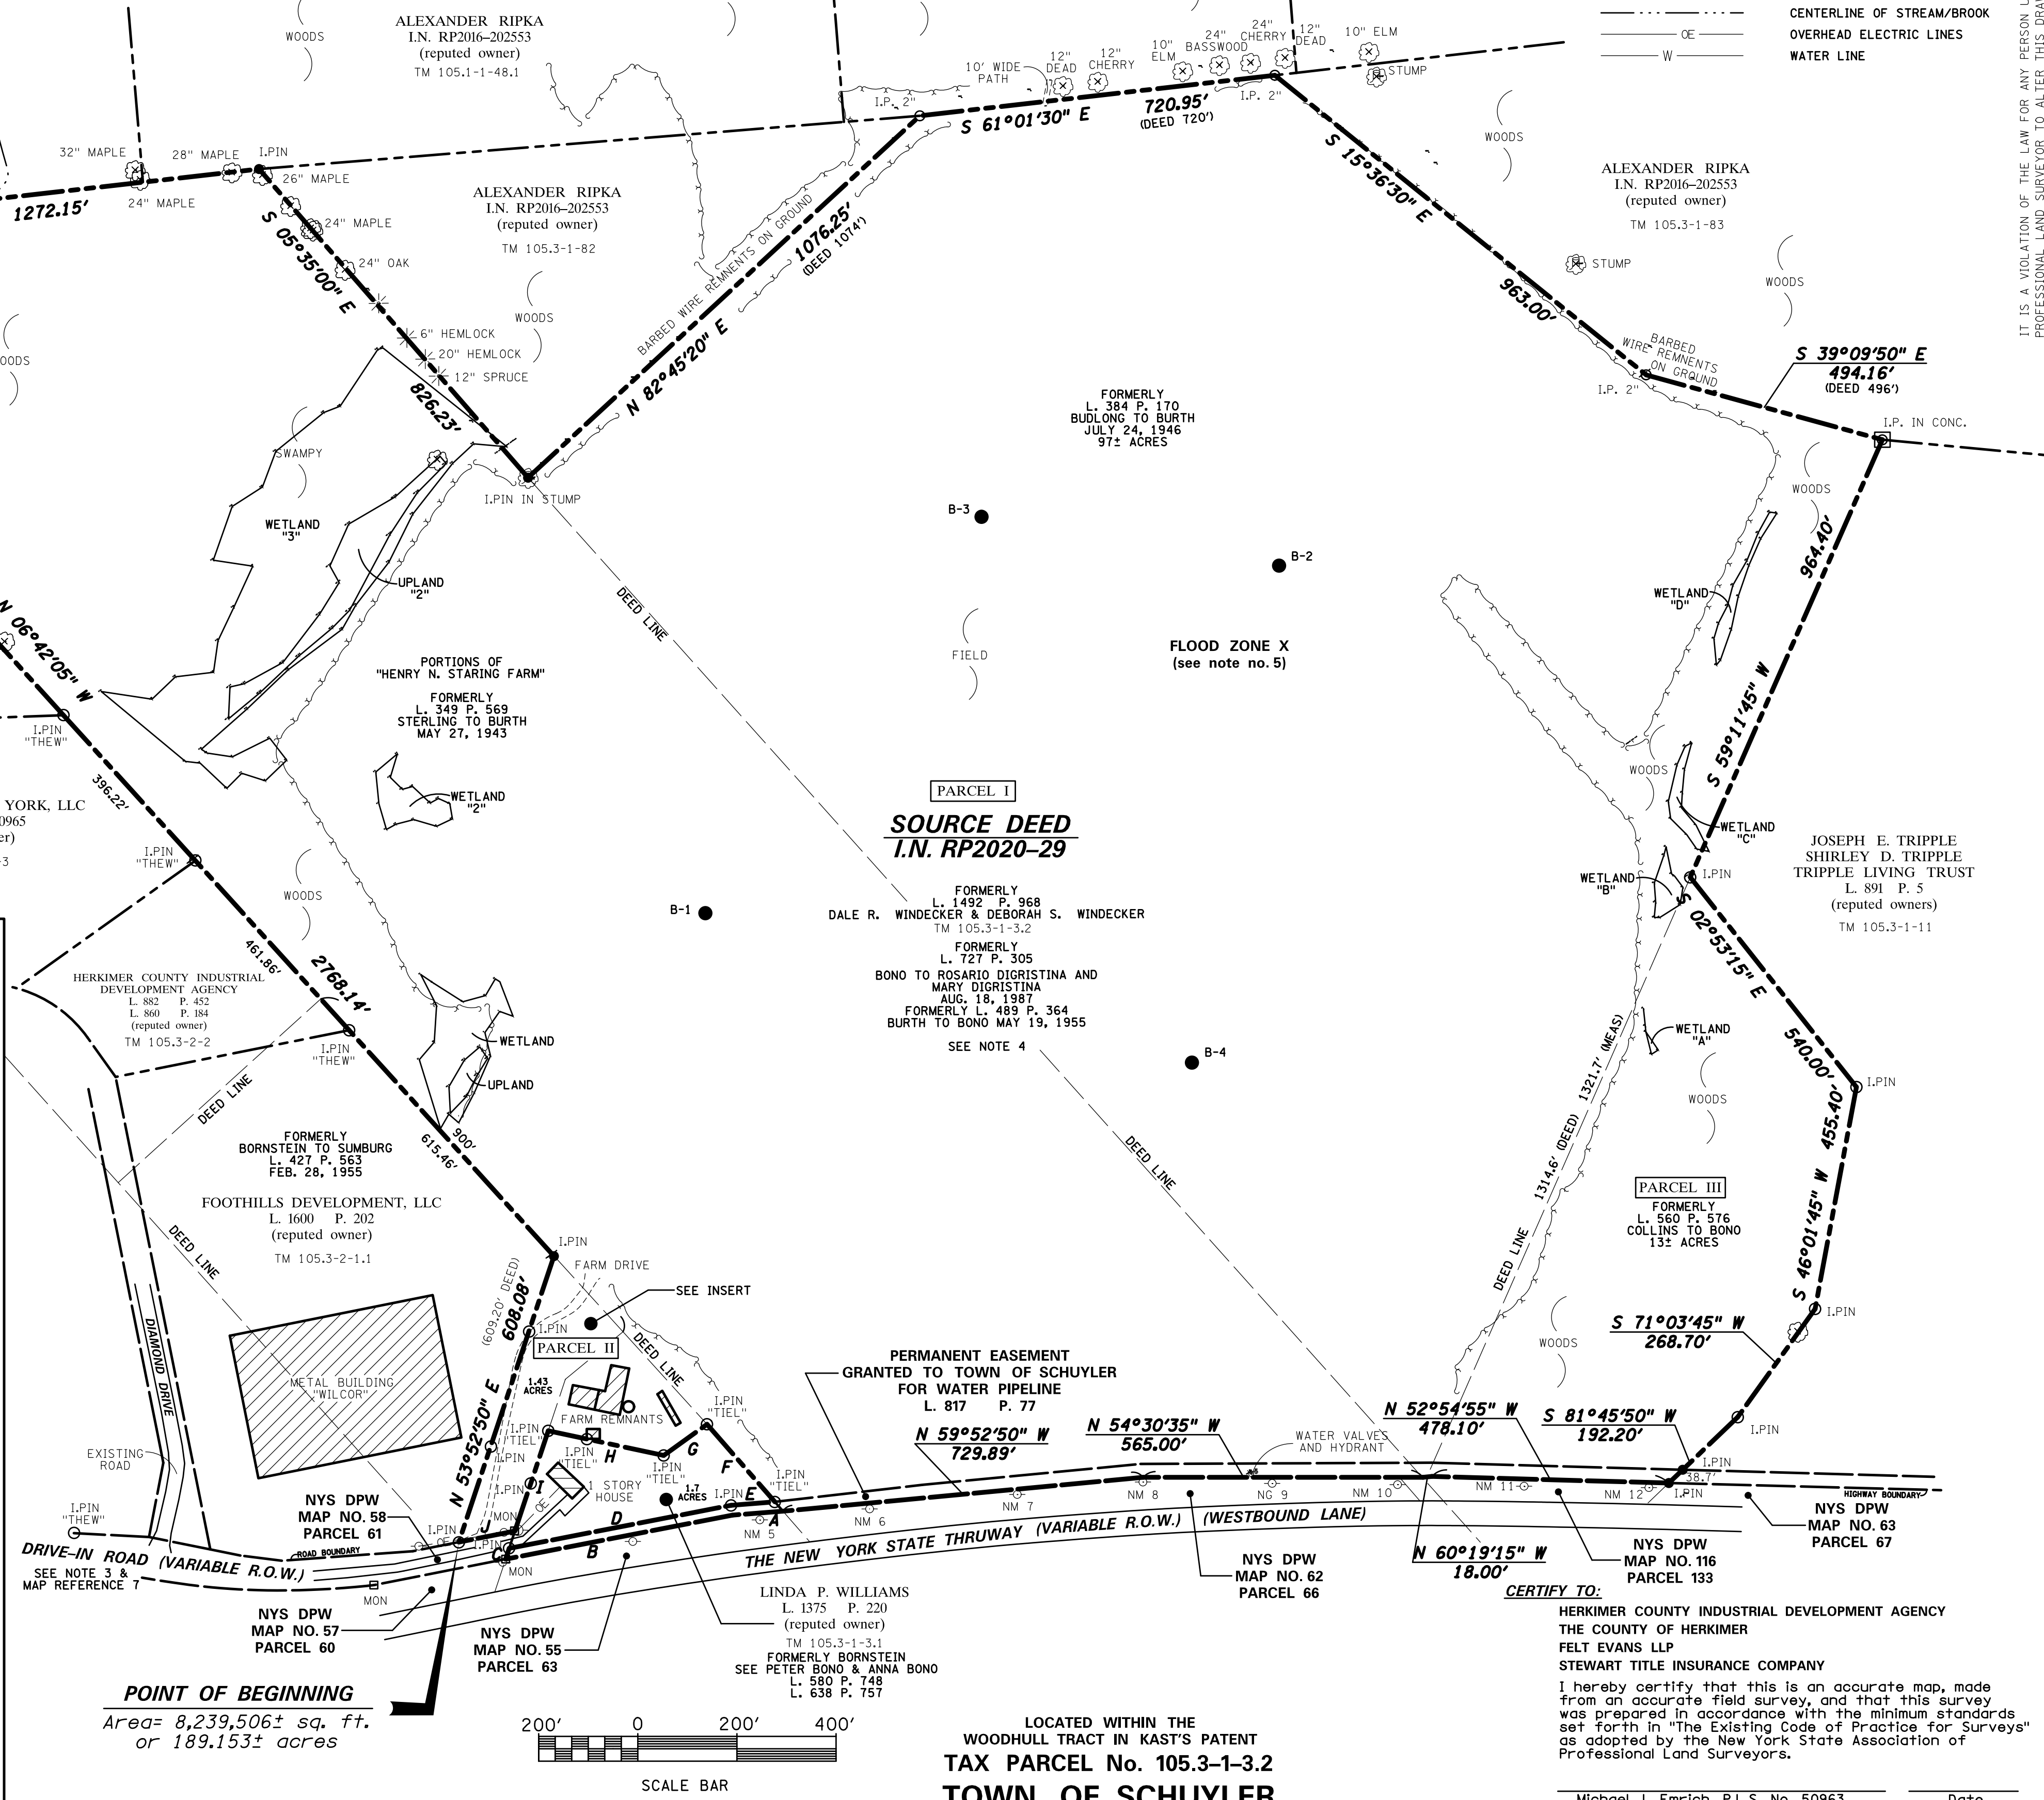 ALEXANDER RIPKA
I.N. RP2016-202553
(reputed owner)
TM 105.1-1-48.1
WOODS
CENTERLINE OF STREAM/BROOK
OE
OVERHEAD ELECTRIC LINES
W
WATER LINE
IT IS A VIOLATION OF THE LAW FOR ANY PERSON
PROFESSIONAL LAND SURVEYOR TO ALTER THIS
10' WIDE
PATH
12"
DEAD
12"
CHERRY
10"
ELM
24"
BASSWOOD
24"
CHERRY
12"
DEAD
10" ELM
STUMP
I.P. 2"
I.P. 2"
S 61°01'30" E
720.95'
(DEED 720')
32" MAPLE
28" MAPLE
I.PIN
26" MAPLE
24" MAPLE
1272.15'
24" MAPLE
24" OAK
S 05°35'00" E
6" HEMLOCK
20" HEMLOCK
12" SPRUCE
826.23'
ALEXANDER RIPKA
I.N. RP2016-202553
(reputed owner)
TM 105.3-1-82
WOODS
BARBED WIRE REMNENTS ON GROUND
1076.25'
(DEED 1074')
N 82°45'20" E
S 15°36'30" E
963.00'
WOODS
ALEXANDER RIPKA
I.N. RP2016-202553
(reputed owner)
TM 105.3-1-83
STUMP
WOODS
BARBED
WIRE REMNENTS
ON GROUND
I.P. 2"
S 39°09'50" E
494.16'
(DEED 496')
I.P. IN CONC.
FORMERLY
L. 384 P. 170
BUDLONG TO BURTH
JULY 24, 1946
97± ACRES
OODS
SWAMPY
WETLAND
"3"
I.PIN IN STUMP
UPLAND
"2"
B-3
B-2
DEED LINE
FIELD
FLOOD ZONE X
(see note no. 5)
WOODS
964.40'
S 59°11'45" W
WETLAND
"D"
N 06°42'05" W
I.PIN
"THEW"
PORTIONS OF
"HENRY N. STARING FARM"
FORMERLY
L. 349 P. 569
STERLING TO BURTH
MAY 27, 1943
WETLAND
"2"
396.22'
YORK, LLC
0965
er)
-3
I.PIN
"THEW"
WOODS
PARCEL I
SOURCE DEED
I.N. RP2020-29
FORMERLY
L. 1492 P. 968
DALE R. WINDECKER & DEBORAH S. WINDECKER
TM 105.3-1-3.2
FORMERLY
L. 727 P. 305
BONO TO ROSARIO DIGRISTINA AND
MARY DIGRISTINA
AUG. 18, 1987
FORMERLY L. 489 P. 364
BURTH TO BONO MAY 19, 1955
SEE NOTE 4
B-1
B-4
WOODS
WETLAND
"C"
WETLAND
"B"
I.PIN
JOSEPH E. TRIPPLE
SHIRLEY D. TRIPPLE
TRIPPLE LIVING TRUST
L. 891 P. 5
(reputed owners)
TM 105.3-1-11
S 02°53'15" E
540.00'
WETLAND
"A"
WOODS
I.PIN
461.86'
2768.14'
HERKIMER COUNTY INDUSTRIAL
DEVELOPMENT AGENCY
L. 882 P. 452
L. 860 P. 184
(reputed owner)
TM 105.3-2-2
I.PIN
"THEW"
DEED LINE
WETLAND
UPLAND
900'
615.46'
FORMERLY
BORNSTEIN TO SUMBURG
L. 427 P. 563
FEB. 28, 1955
FOOTHILLS DEVELOPMENT, LLC
L. 1600 P. 202
(reputed owner)
TM 105.3-2-1.1
DEED LINE
DEED LINE
DEED LINE 1314.6' (DEED) 1321.7' (MEAS)
S 46°01'45" W 455.40'
PARCEL III
FORMERLY
L. 560 P. 576
COLLINS TO BONO
13± ACRES
I.PIN
I.PIN
FARM DRIVE
SEE INSERT
(609.20' DEED)
608.08'
I.PIN
PARCEL II
DEED LINE
DIAMOND DRIVE
METAL BUILDING
"WILCOR"
1.43
ACRES
FARM REMNANTS
N 53°52'50" E
I.PIN
"TIEL"
I.PIN
"TIEL"
I.PIN
"TIEL"
I.PIN
"TIEL"
I.PIN
"TIEL"
H
G
F
E
I
I.PIN
I.PIN
1 STORY
HOUSE
1.7
ACRES
I.PIN
D
A
B
C
J
MON
OE
PERMANENT EASEMENT
GRANTED TO TOWN OF SCHUYLER
FOR WATER PIPELINE
L. 817 P. 77
N 59°52'50" W
729.89'
N 54°30'35" W
565.00'
WATER VALVES
AND HYDRANT
N 52°54'55" W
478.10'
S 81°45'50" W
192.20'
S 71°03'45" W
268.70'
WOODS
I.PIN
I.PIN
38.7'
I.PIN
NM 5
NM 6
NM 7
NM 8
NG 9
NM 10
NM 11
NM 12
HIGHWAY BOUNDARY
EXISTING
ROAD
I.PIN
"THEW"
NYS DPW
MAP NO. 58
PARCEL 61
I.PIN
OE
I.PIN
ROAD BOUNDARY
DRIVE-IN ROAD (VARIABLE R.O.W.)
SEE NOTE 3 &
MAP REFERENCE 7
MON
MON
THE NEW YORK STATE THRUWAY (VARIABLE R.O.W.) (WESTBOUND LANE)
NYS DPW
MAP NO. 63
PARCEL 67
NYS DPW
MAP NO. 116
PARCEL 133
N 60°19'15" W
18.00'
NYS DPW
MAP NO. 62
PARCEL 66
NYS DPW
MAP NO. 57
PARCEL 60
NYS DPW
MAP NO. 55
PARCEL 63
LINDA P. WILLIAMS
L. 1375 P. 220
(reputed owner)
TM 105.3-1-3.1
FORMERLY BORNSTEIN
SEE PETER BONO & ANNA BONO
L. 580 P. 748
L. 638 P. 757
POINT OF BEGINNING
Area= 8,239,506± sq. ft.
or 189.153± acres
200' 0 200' 400'
SCALE BAR
LOCATED WITHIN THE
WOODHULL TRACT IN KAST'S PATENT
TAX PARCEL No. 105.3-1-3.2
TOWN OF SCHUYLER
CERTIFY TO:
HERKIMER COUNTY INDUSTRIAL DEVELOPMENT AGENCY
THE COUNTY OF HERKIMER
FELT EVANS LLP
STEWART TITLE INSURANCE COMPANY
I hereby certify that this is an accurate map, made
from an accurate field survey, and that this survey
was prepared in accordance with the minimum standards
set forth in "The Existing Code of Practice for Surveys"
as adopted by the New York State Association of
Professional Land Surveyors.
Michael J. Emrich, P.L.S. No. 50963
Date